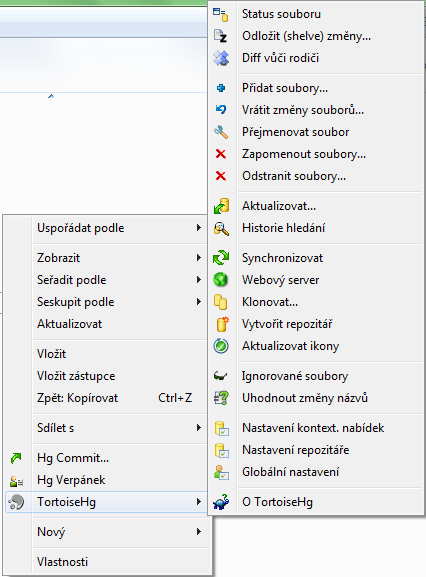 Uspořádat podle
Zobrazit
Seřadit podle
Seskupit podle
Aktualizovat
Vložit
Vložit zástupce
Zpět: Kopírovat Ctrl+Z
Sdílet s
Hg Commit...
Hg Verpánek
TortoiseHg
Nový
Vlastnosti
Status souboru
Odložit (shelve) změny...
Diff vůči rodiči
Přidat soubory...
Vrátit změny souborů...
Přejmenovat soubor
Zapomenout soubory...
Odstranit soubory...
Aktualizovat...
Historie hledání
Synchronizovat
Webový server
Klonovat...
Vytvořit repozitář
Aktualizovat ikony
Ignorované soubory
Uhodnout změny názvů
Nastavení kontext. nabídek
Nastavení repozitáře
Globální nastavení
O TortoiseHg